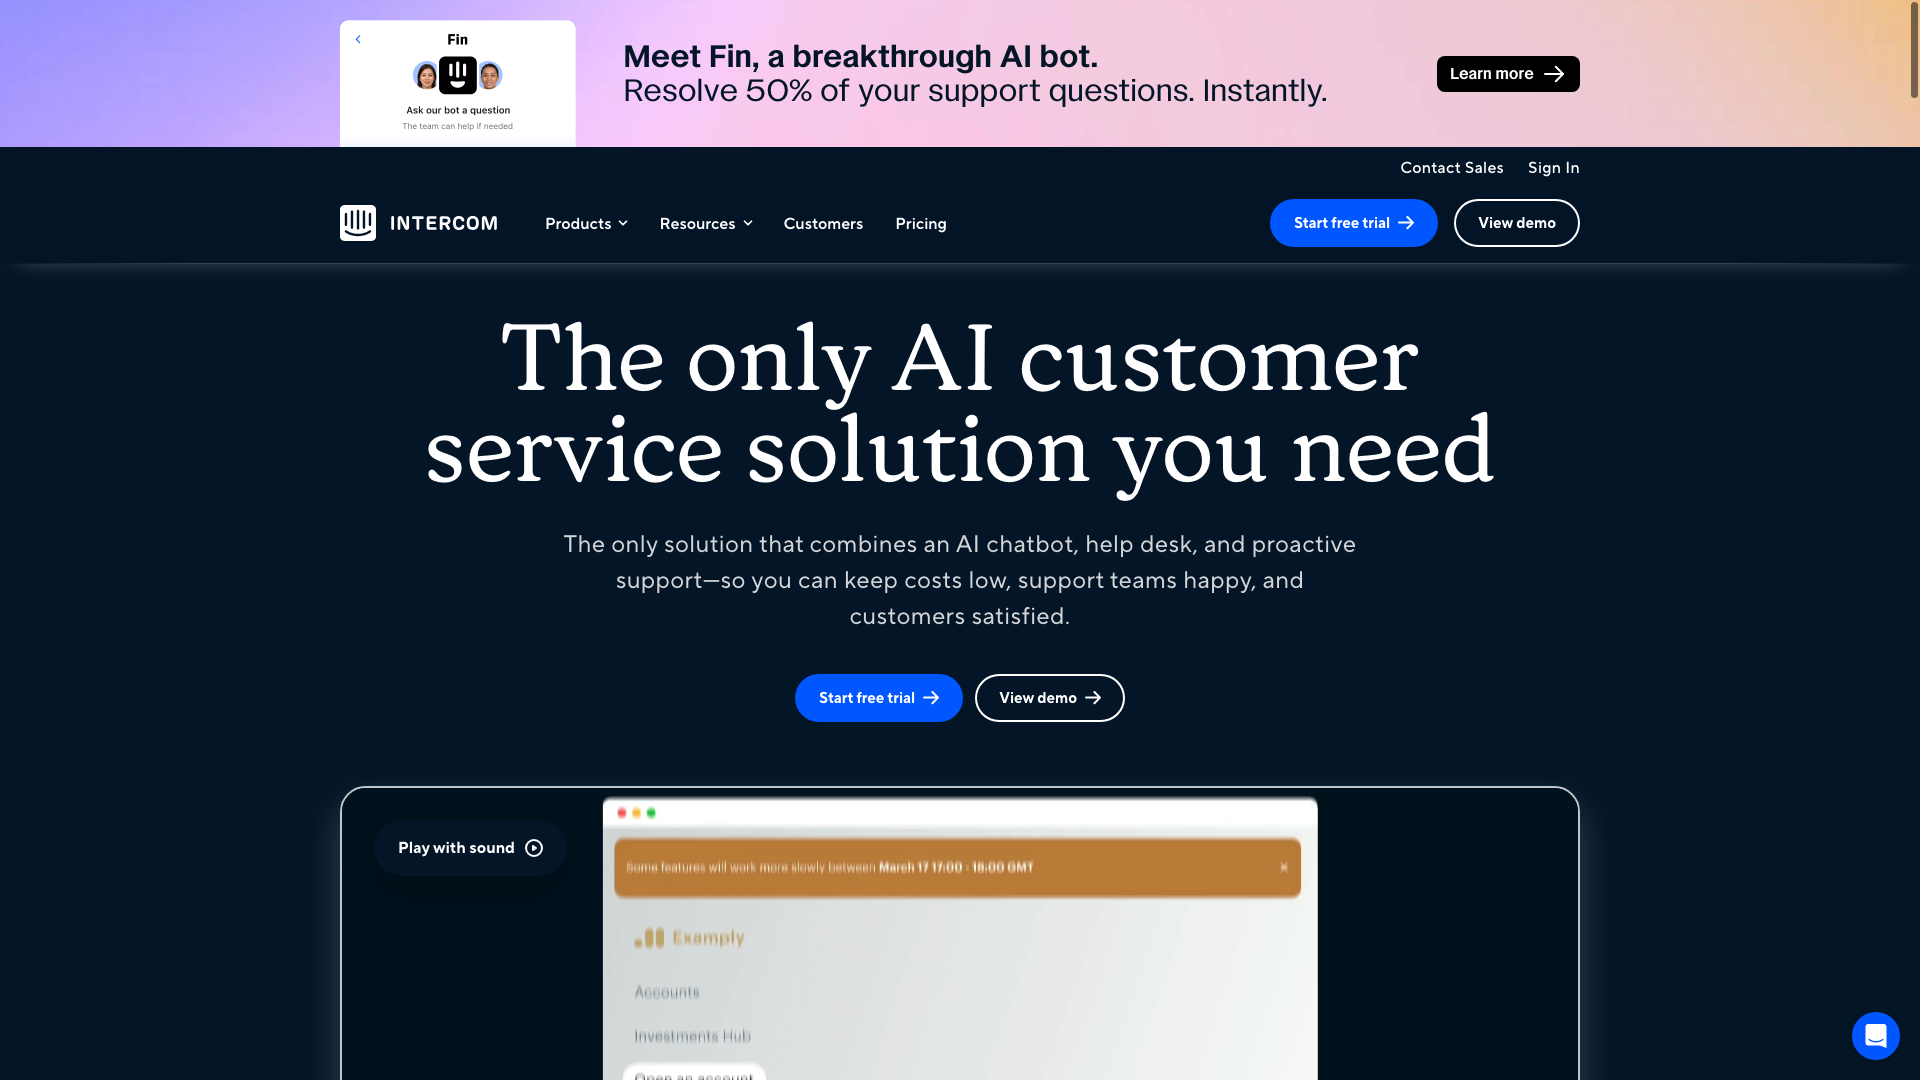 Fin
Ask our bot a question
The team can help if needed
Meet Fin, a breakthrough AI bot.
Resolve 50% of your support questions. Instantly.
Learn more
Contact Sales Sign In
INTERCOM Products Resources Customers Pricing Start free trial View demo
The only AI customer
service solution you need
The only solution that combines an AI chatbot, help desk, and proactive
support—so you can keep costs low, support teams happy, and
customers satisfied.
Start free trial View demo
Play with sound
Some features will work more slowly between March 17 17:00 - 18:00 GMT
Examply
Accounts
Investments Hub
Open an account